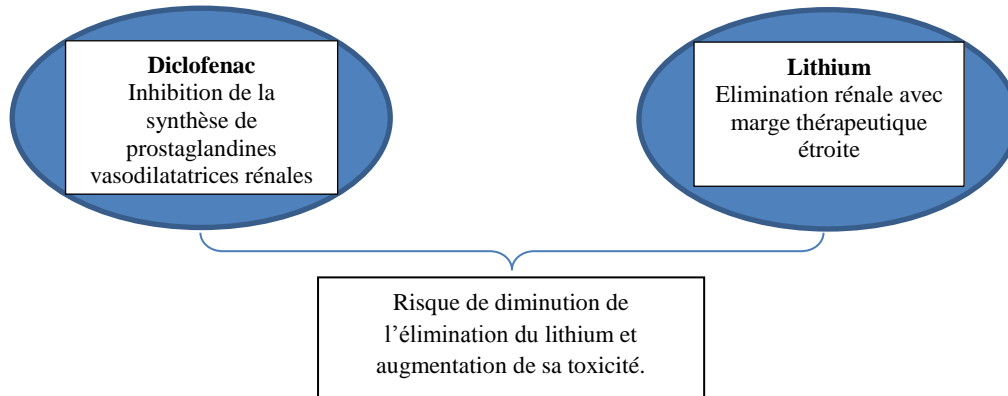 Diclofenac
Inhibition de la
synthèse de
prostaglandines
vasodilatatrices rénales
Lithium
Elimination rénale avec
marge thérapeutique
étroite
Risque de diminution de
l’élimination du lithium et
augmentation de sa toxicité.